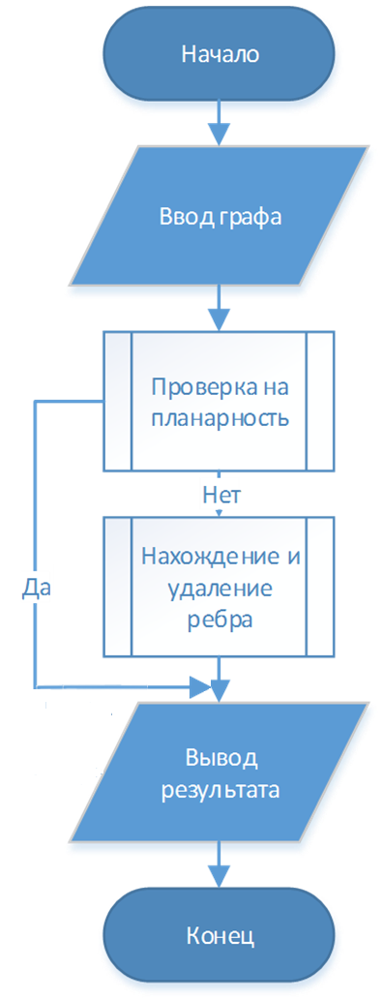 Начало
Ввод графа
Проверка на
планарность
Нет
Нахождение и
удаление
ребра
Да
Вывод
результата
Конец